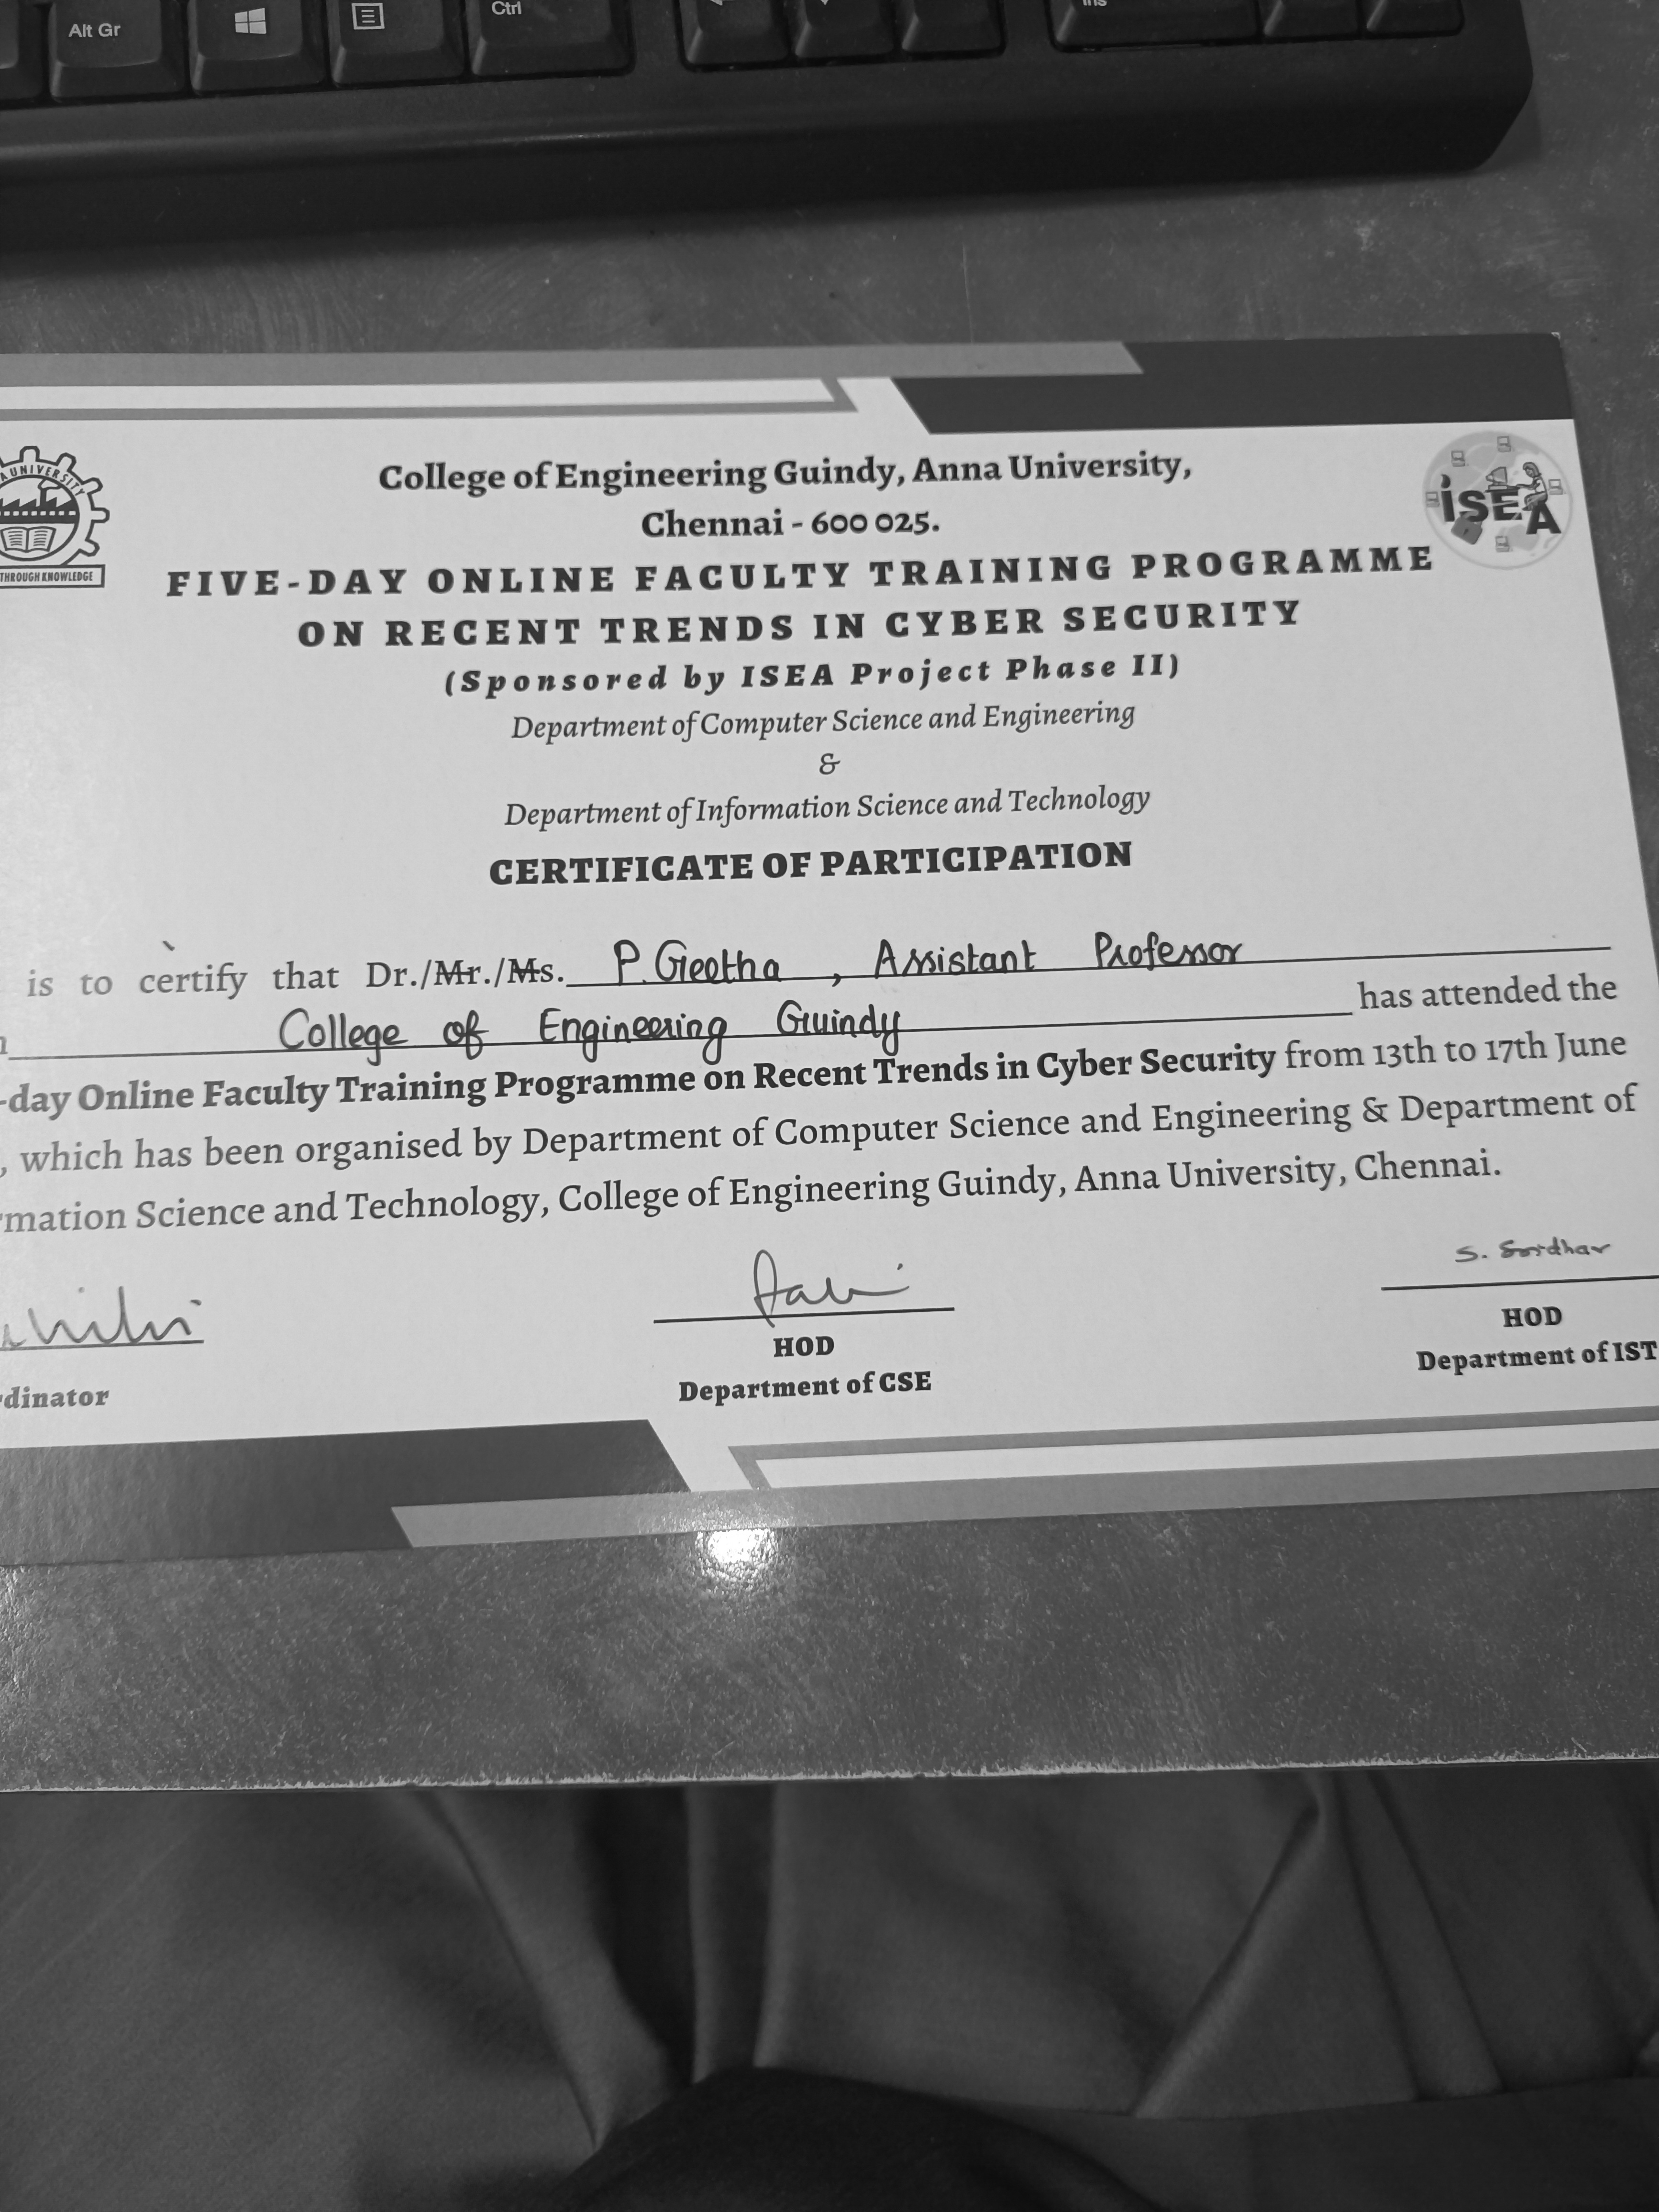 Alt Gr
Ctrl
Ins
UNIVERSITY
THROUGH KNOWLEDGE
ISEA
College of Engineering Guindy, Anna University,
Chennai - 600 025.
FIVE-DAY ONLINE FACULTY TRAINING PROGRAMME
ON RECENT TRENDS IN CYBER SECURITY
(Sponsored by ISEA Project Phase II)
Department of Computer Science and Engineering
&
Department of Information Science and Technology
CERTIFICATE OF PARTICIPATION
is to certify that Dr./Mr./Ms. P. Geetha, Assistant Professor
College of Engineering Guindy has attended the
-day Online Faculty Training Programme on Recent Trends in Cyber Security from 13th to 17th June
, which has been organised by Department of Computer Science and Engineering & Department of
rmation Science and Technology, College of Engineering Guindy, Anna University, Chennai.
S. Sridhar
dinator
HOD
Department of CSE
HOD
Department of IST